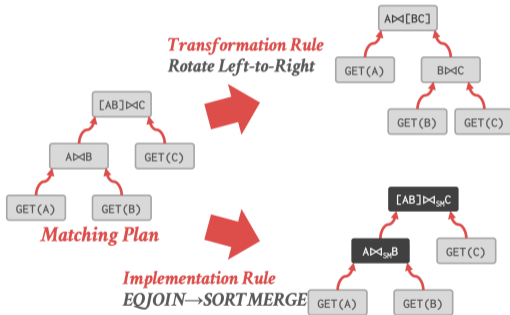 A⋈[BC]
Transformation Rule
Rotate Left-to-Right
GET(A)
B⋈C
[AB]⋈C
GET(B)
GET(C)
A⋈B
GET(C)
GET(A)
GET(B)
Matching Plan
[AB]⋈SMC
A⋈SMB
GET(C)
Implementation Rule
EQJOIN→SORTMERGE
GET(A)
GET(B)